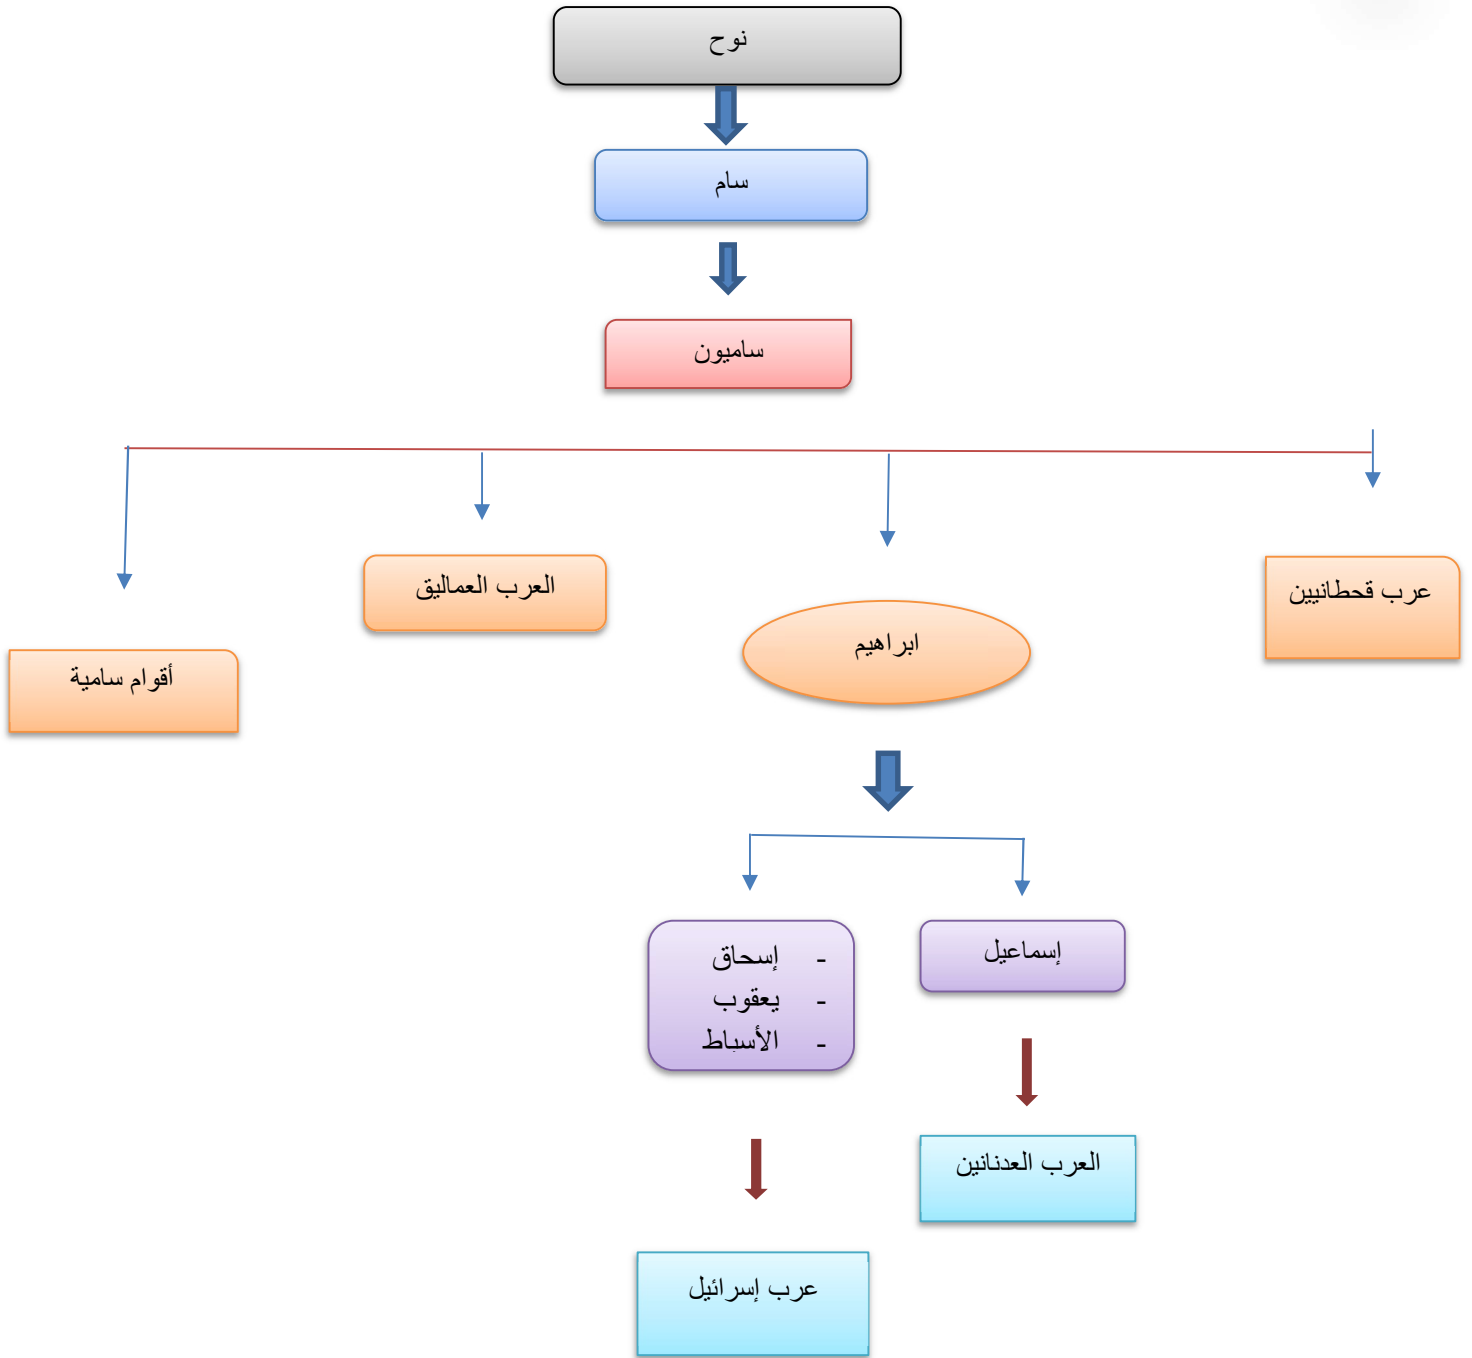 نوح
سام
ساميون
عرب قحطانيين
ابراهيم
العرب العماليق
أقوام سامية
إسماعيل
- إسحاق
- يعقوب
- الأسباط
العرب العدنانين
عرب إسرائيل